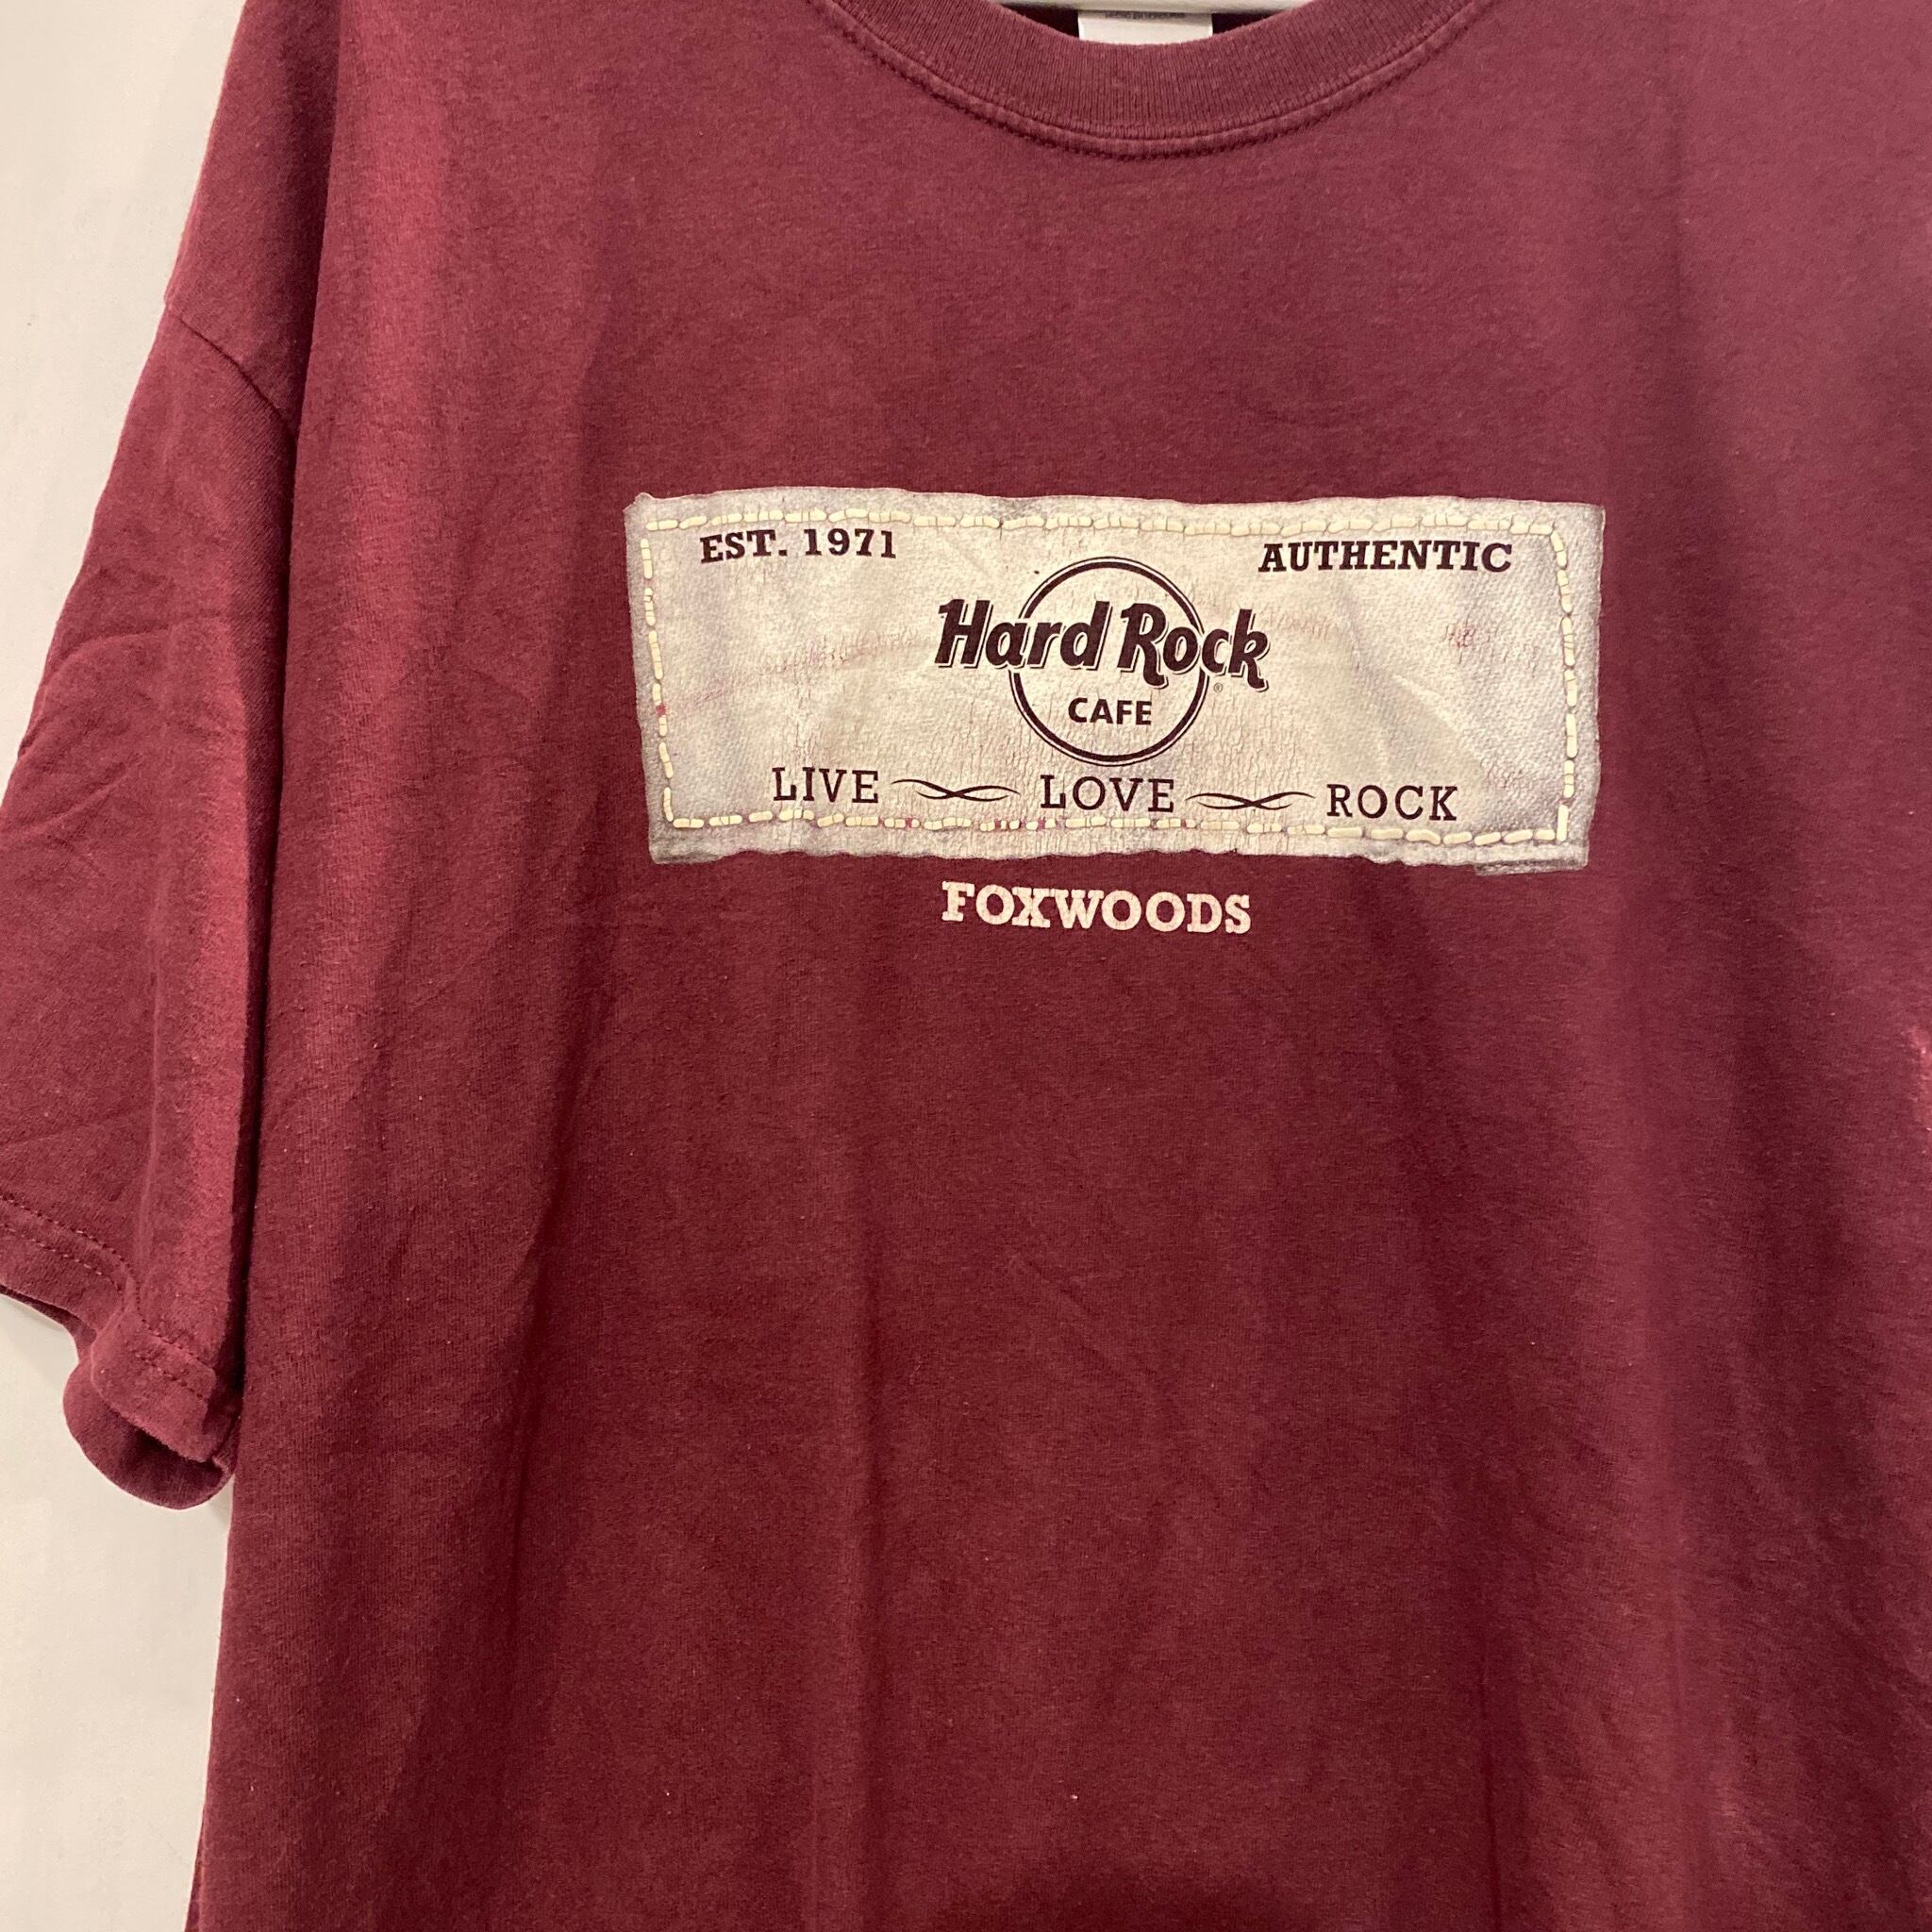 EST. 1971 AUTHENTIC
Hard Rock ®
CAFE
LIVE LOVE ROCK
FOXWOODS